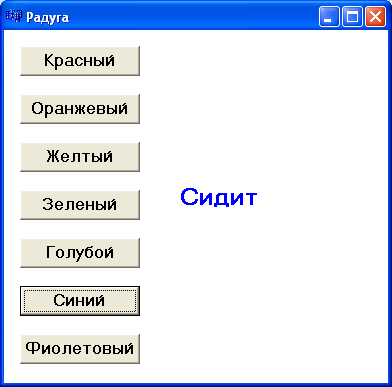 Радуга
Красный
Оранжевый
Желтый
Сидит
Зеленый
Голубой
Синий
Фиолетовый